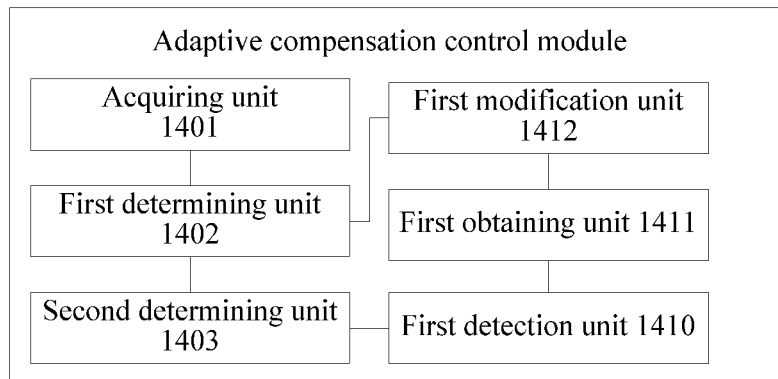 Adaptive compensation control module
Acquiring unit
1401
First determining unit
1402
Second determining unit
1403
First modification unit
1412
First obtaining unit 1411
First detection unit 1410